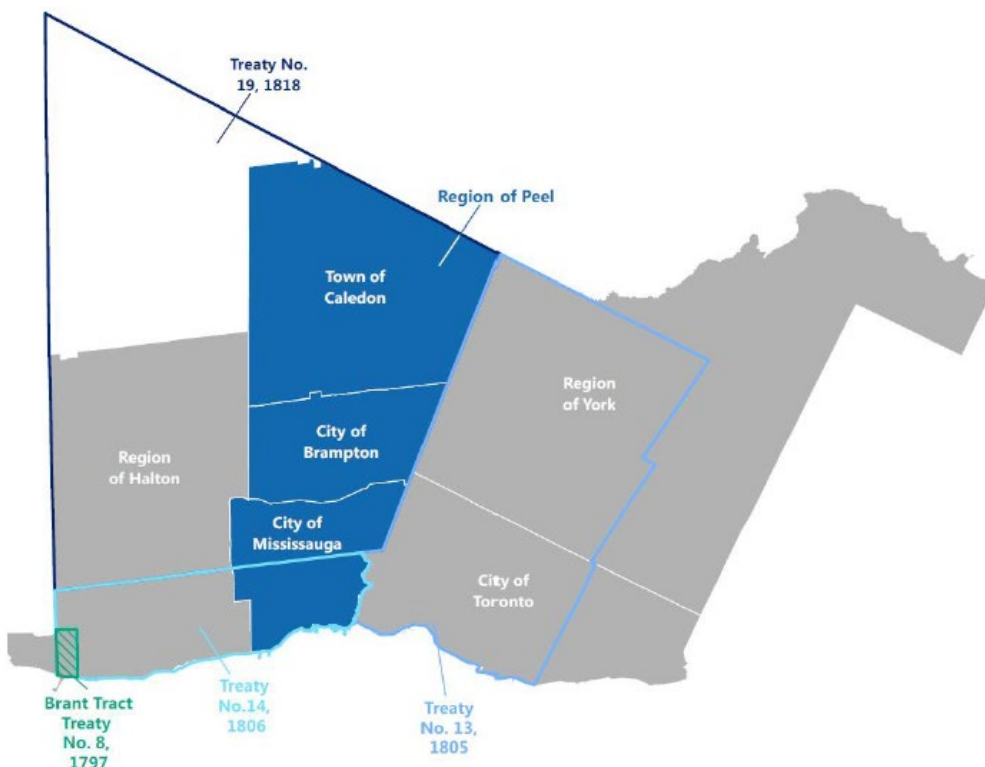 Treaty No.
19, 1818
Region of Peel
Town of
Caledon
Region
of York
City of
Brampton
Region
of Halton
City of
Mississauga
City of
Toronto
Treaty
No.14,
1806
Brant Tract
Treaty
No. 8,
1797
Treaty
No. 13,
1805